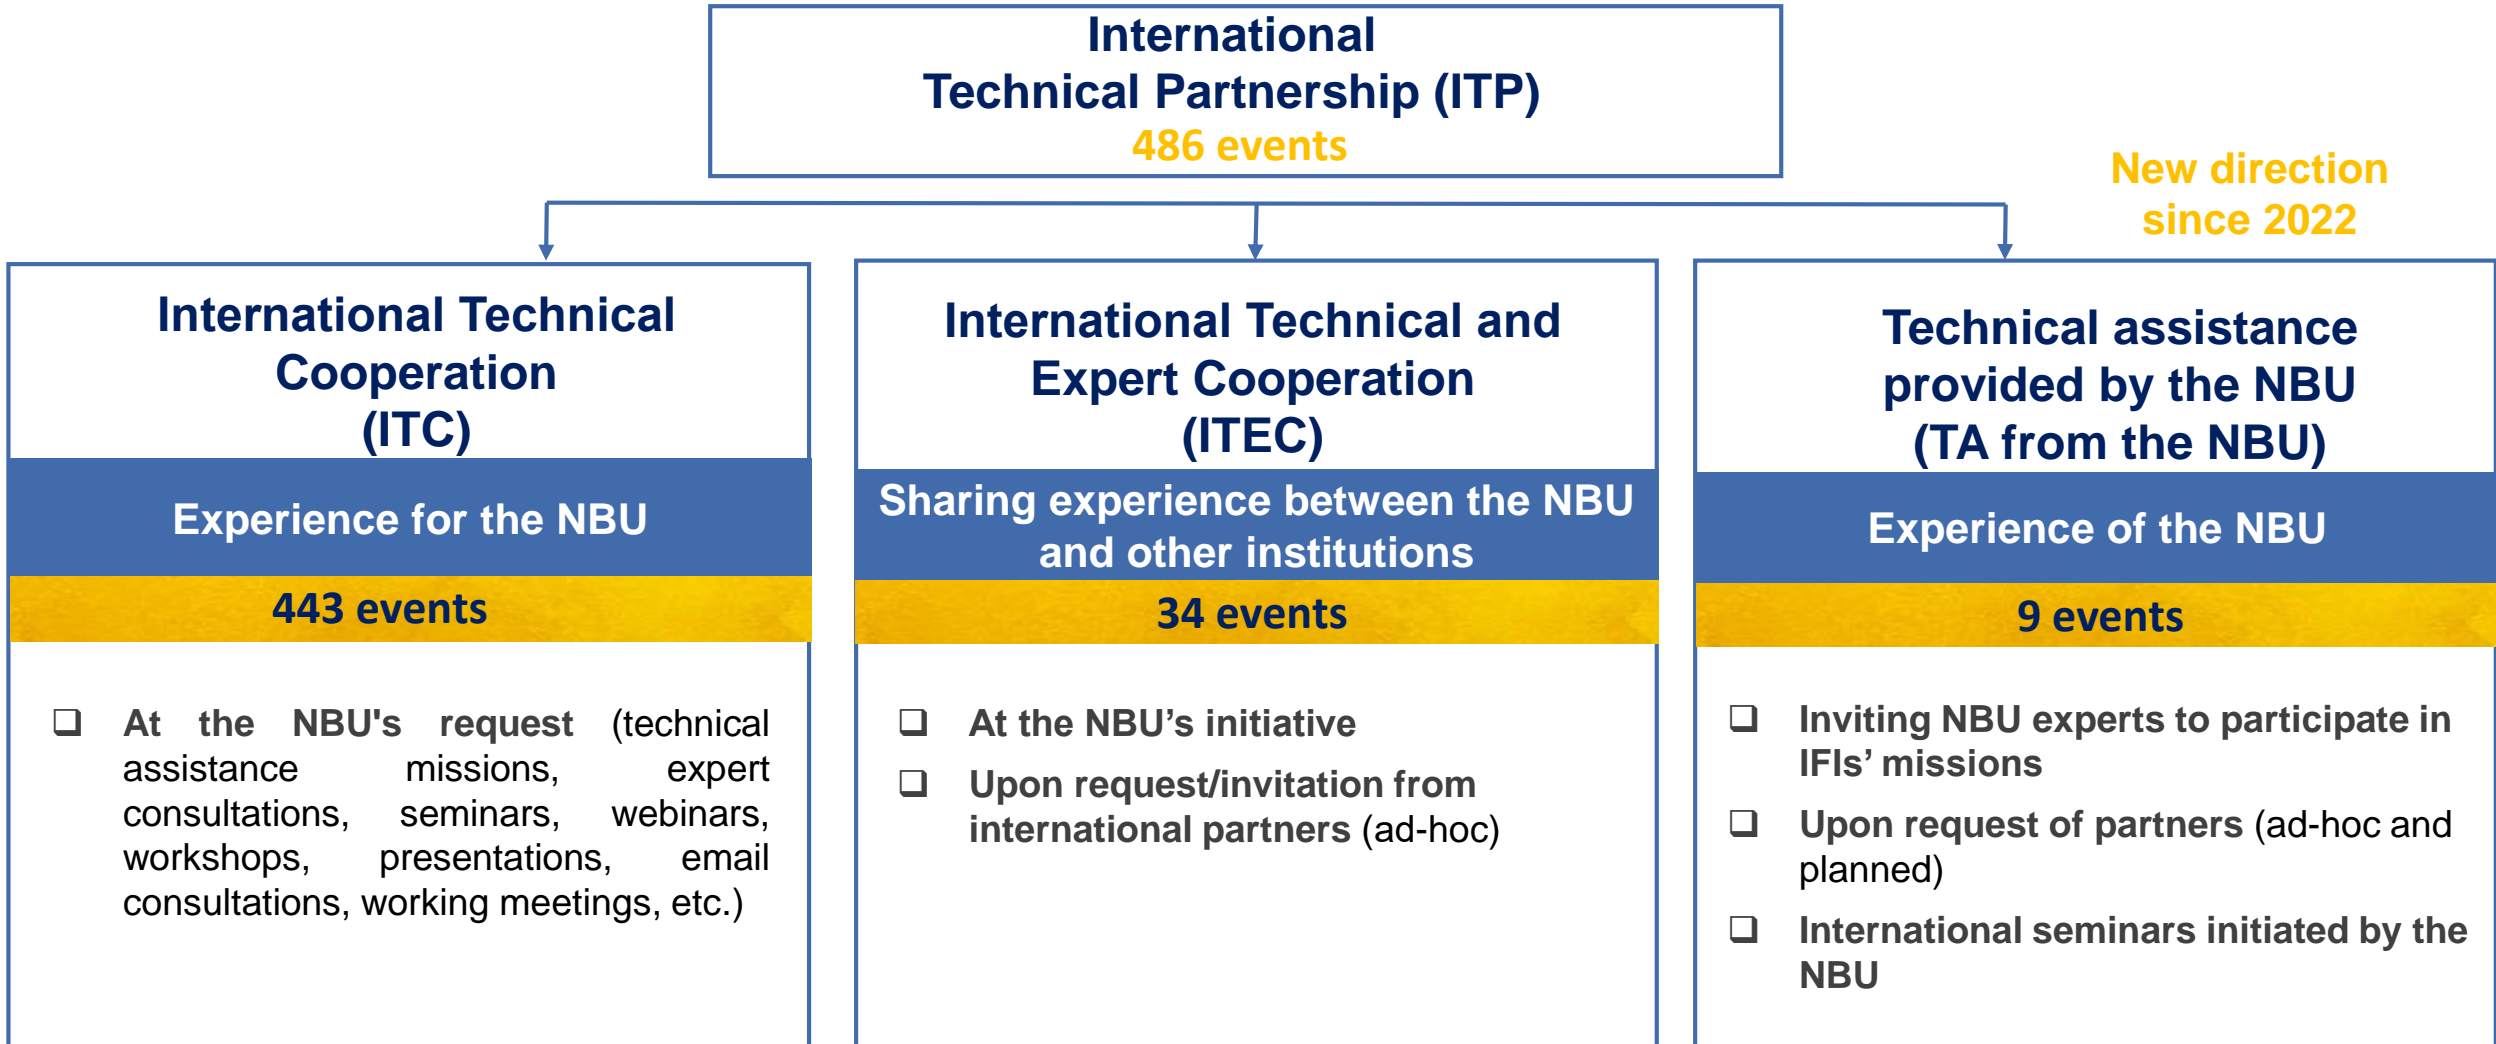 International
Technical Partnership (ITP)
486 events
New direction
since 2022
International Technical
Cooperation
(ITC)
Experience for the NBU
443 events
❑ At the NBU's request (technical
assistance missions, expert
consultations, seminars, webinars,
workshops, presentations, email
consultations, working meetings, etc.)
International Technical and
Expert Cooperation
(ITEC)
Sharing experience between the NBU
and other institutions
34 events
❑ At the NBU’s initiative
❑ Upon request/invitation from
international partners (ad-hoc)
Technical assistance
provided by the NBU
(TA from the NBU)
Experience of the NBU
9 events
❑ Inviting NBU experts to participate in
IFIs’ missions
❑ Upon request of partners (ad-hoc and
planned)
❑ International seminars initiated by the
NBU